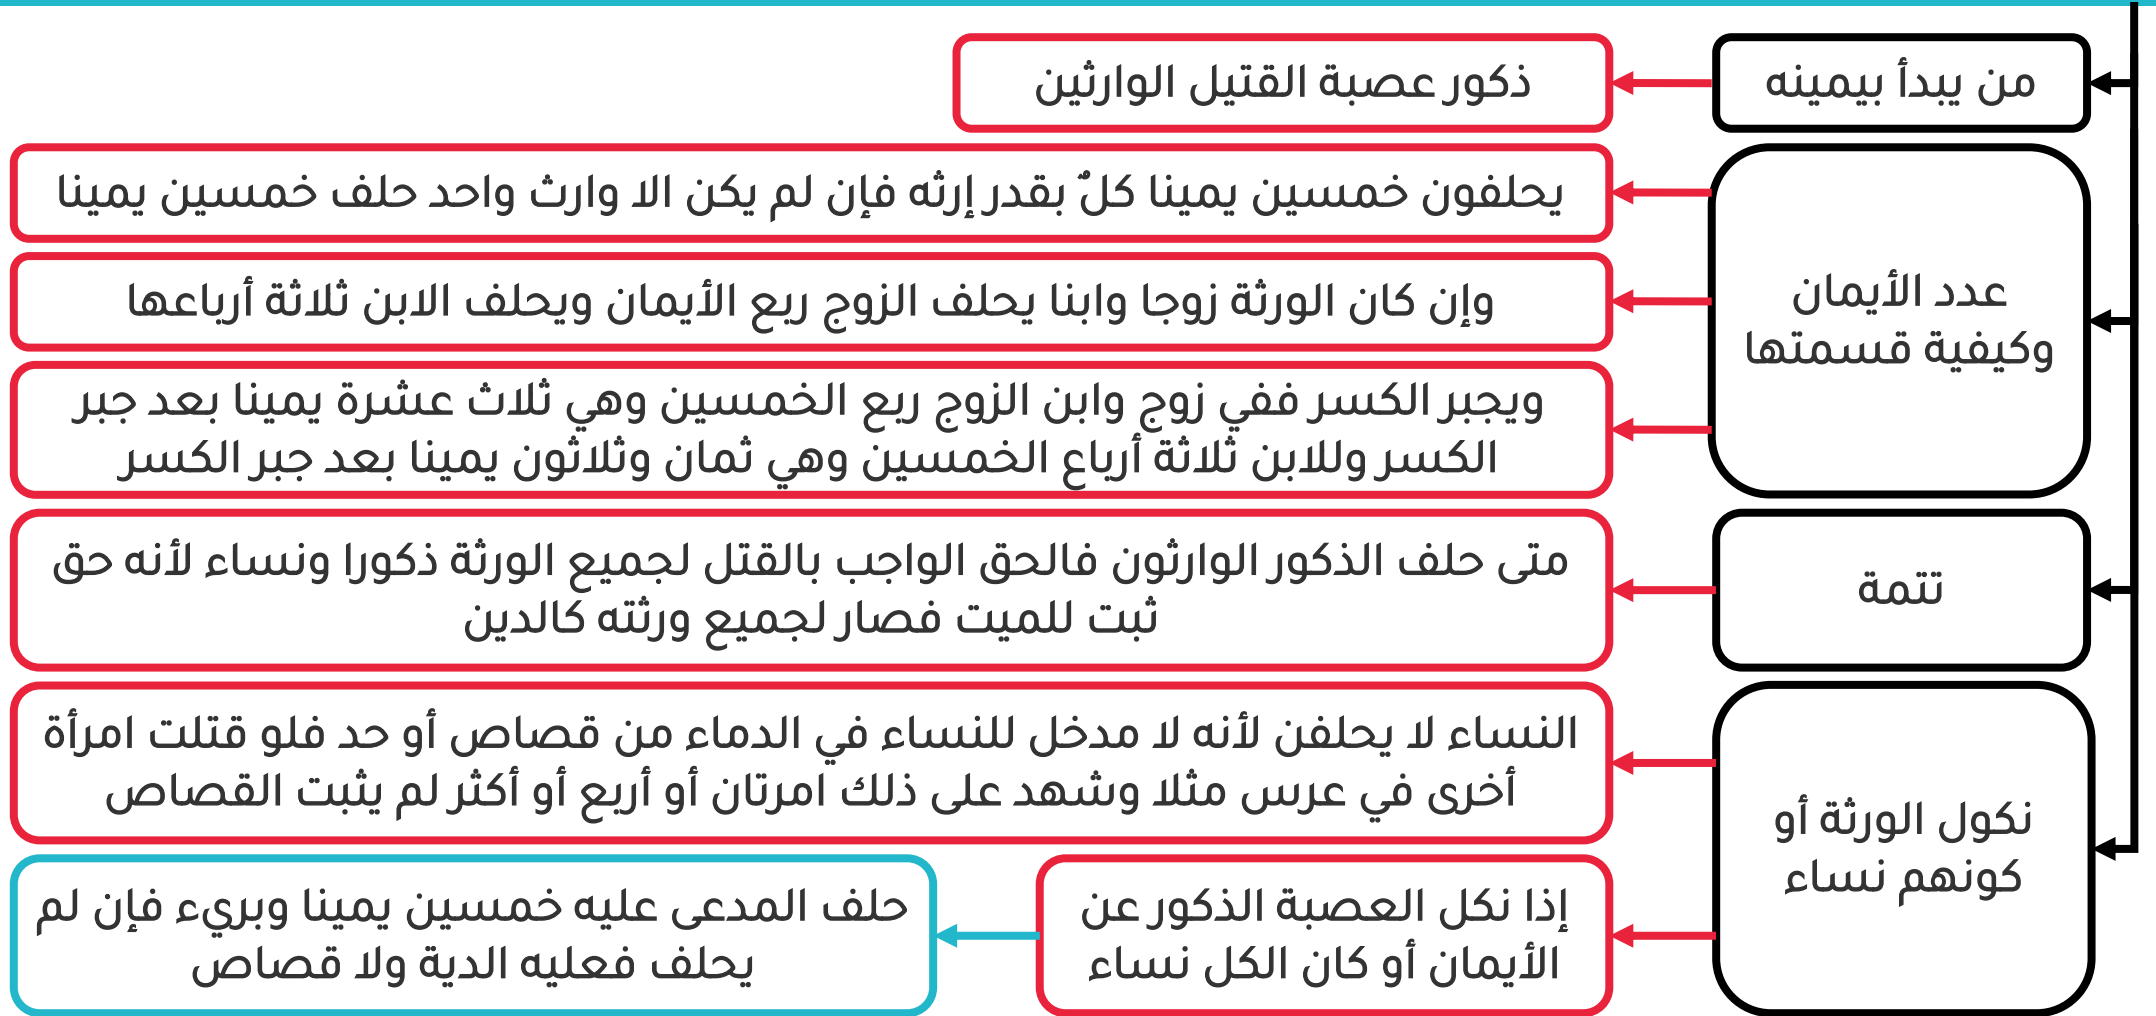 من يبدأ بيمينه
ذكور عصبة القتيل الوارثين
عدد الأيمان
وكيفية قسمتها
يحلفون خمسين يمينا كلٌ بقدر إرثه فإن لم يكن الا وارث واحد حلف خمسين يمينا
وإن كان الورثة زوجا وابنا يحلف الزوج ربع الأيمان ويحلف الابن ثلاثة أرباعها
ويجبر الكسر ففي زوج وابن الزوج ربع الخمسين وهي ثلاث عشرة يمينا بعد جبر
الكسر وللابن ثلاثة أرباع الخمسين وهي ثمان وثلاثون يمينا بعد جبر الكسر
تتمة
متى حلف الذكور الوارثون فالحق الواجب بالقتل لجميع الورثة ذكورا ونساء لأنه حق
ثبت للميت فصار لجميع ورثته كالدين
نكول الورثة أو
كونهم نساء
النساء لا يحلفن لأنه لا مدخل للنساء في الدماء من قصاص أو حد فلو قتلت امرأة
أخرى في عرس مثلا وشهد على ذلك امرتان أو أربع أو أكثر لم يثبت القصاص
إذا نكل العصبة الذكور عن
الأيمان أو كان الكل نساء
حلف المدعى عليه خمسين يمينا وبريء فإن لم
يحلف فعليه الدية ولا قصاص